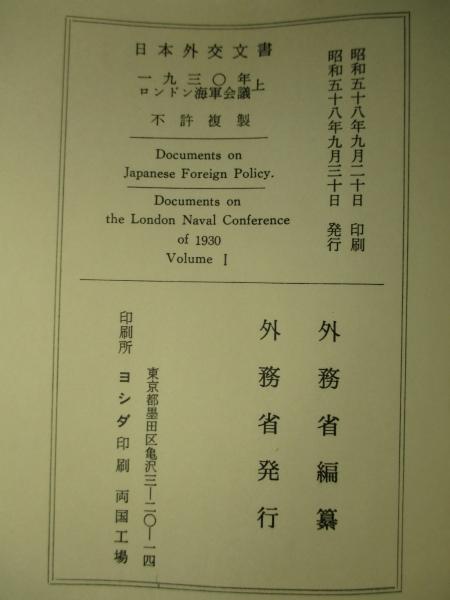 日本外交文書
一九三〇年
ロンドン海軍会議
上
不許複製
Documents on
Japanese Foreign Policy.
Documents on
the London Naval Conference
of 1930
Volume I
昭和五十八年九月二十日 印刷
昭和五十八年九月三十日 発行
外務省編纂
外務省発行
東京都墨田区亀沢三―二〇―一四
印刷所 ヨシダ印刷 両国工場